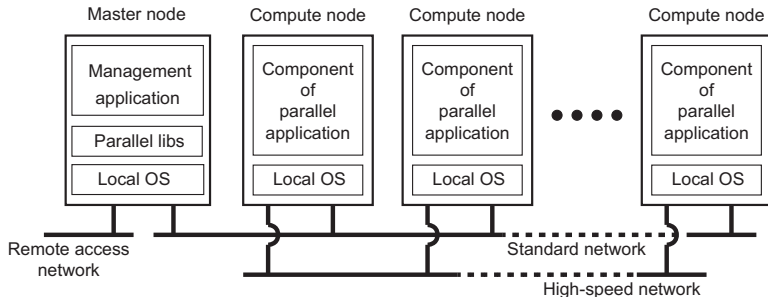 Master node
Compute node
Compute node
Compute node
Management
application
Parallel libs
Local OS
Component
of
parallel
application
Local OS
Component
of
parallel
application
Local OS
Component
of
parallel
application
Local OS
Remote access
network
Standard network
High-speed network